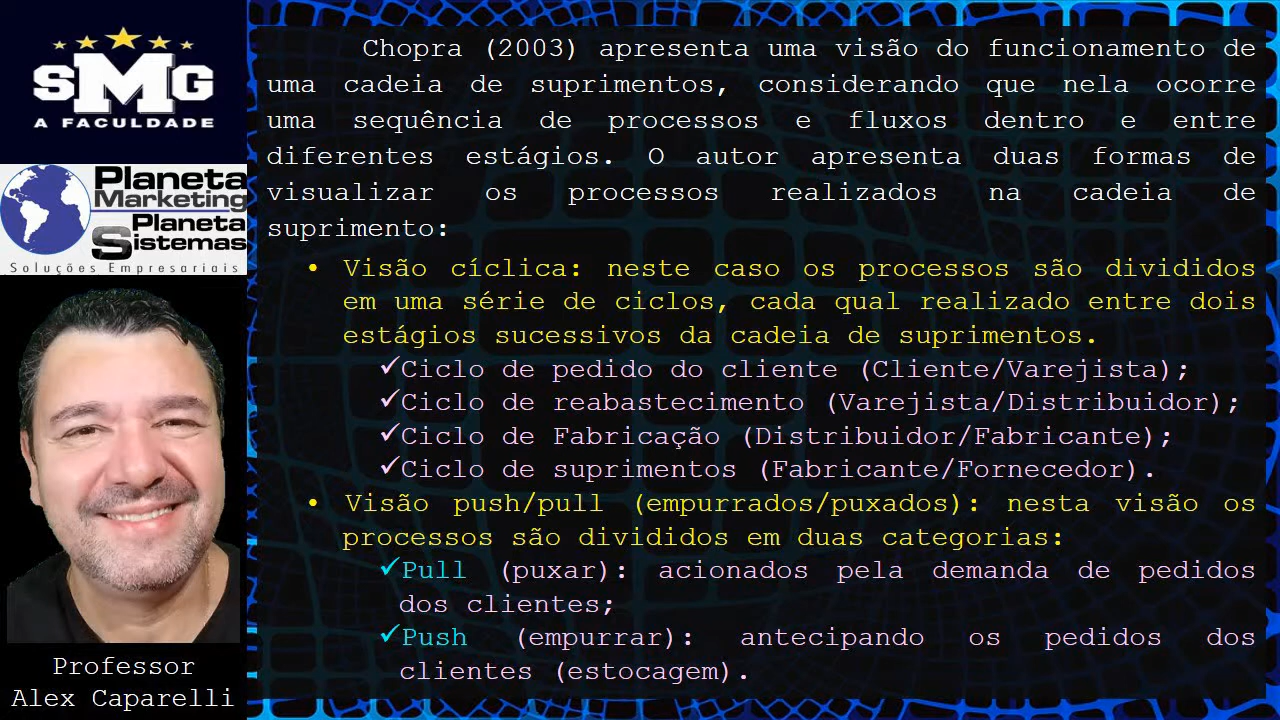 SMG
A FACULDADE
Planeta
Marketing
Planeta
Sistemas
Soluções Empresariais
Professor
Alex Caparelli
Chopra (2003) apresenta uma visão do funcionamento de
uma cadeia de suprimentos, considerando que nela ocorre
uma sequência de processos e fluxos dentro e entre
diferentes estágios. O autor apresenta duas formas de
visualizar os processos realizados na cadeia de
suprimento:
• Visão cíclica: neste caso os processos são divididos
em uma série de ciclos, cada qual realizado entre dois
estágios sucessivos da cadeia de suprimentos.
✓Ciclo de pedido do cliente (Cliente/Varejista);
✓Ciclo de reabastecimento (Varejista/Distribuidor);
✓Ciclo de Fabricação (Distribuidor/Fabricante);
✓Ciclo de suprimentos (Fabricante/Fornecedor).
• Visão push/pull (empurrados/puxados): nesta visão os
processos são divididos em duas categorias:
✓Pull (puxar): acionados pela demanda de pedidos
dos clientes;
✓Push (empurrar): antecipando os pedidos dos
clientes (estocagem).